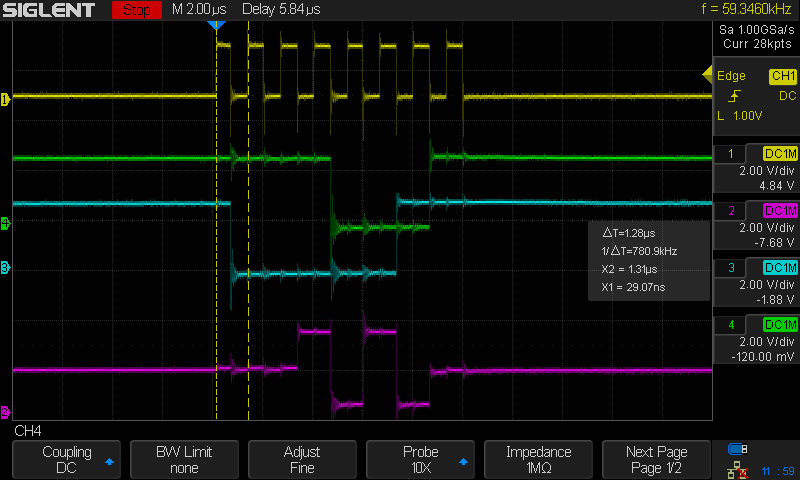 SIGLENT Stop M 2.00µs Delay 5.84µs f = 59.3460kHz
Sa 1.00GSa/s
Curr 28kpts
Edge CH1
DC
L 1.00V
1 DC1M
2.00 V/div
4.84 V
2 DC1M
2.00 V/div
-7.68 V
3 DC1M
2.00 V/div
-1.88 V
4 DC1M
2.00 V/div
-120.00 mV
1
4
3
2
△T=1.28µs
1/△T=780.9kHz
X2 = 1.31µs
X1 = 29.07ns
CH4
Coupling
DC
BW Limit
none
Adjust
Fine
Probe
10X
Impedance
1MΩ
Next Page
Page 1/2
11:59